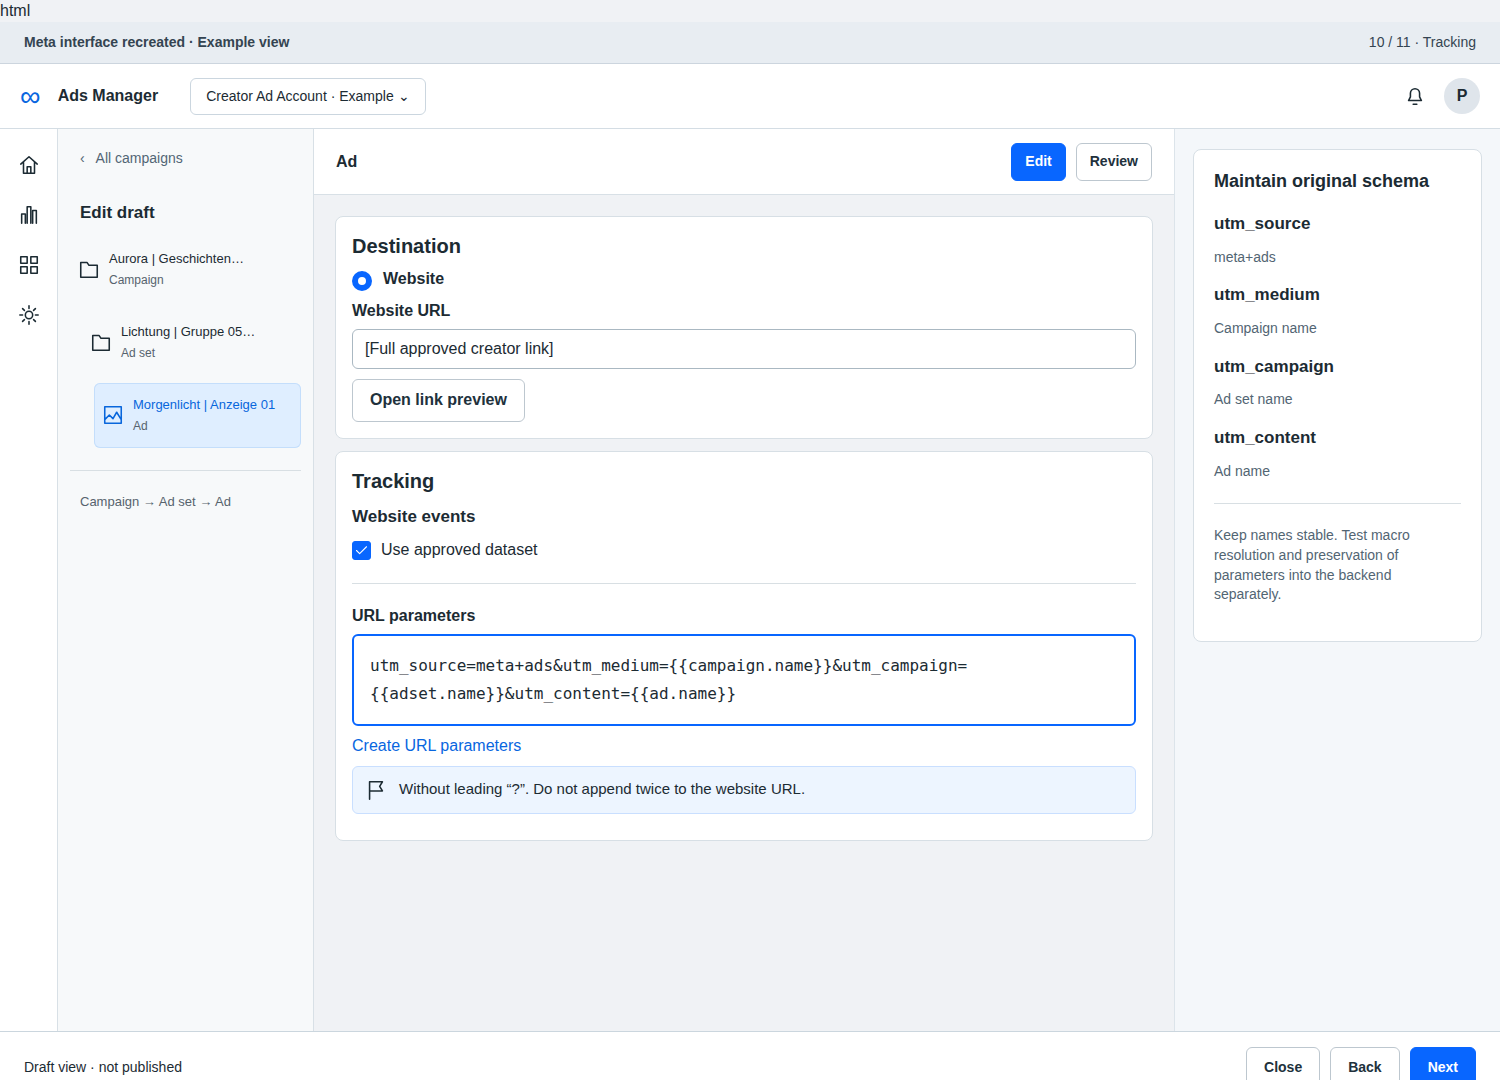 html
Meta interface recreated · Example view
10 / 11 · Tracking
∞ Ads Manager
Creator Ad Account · Example ⌄
P
‹ All campaigns
Edit draft
Aurora | Geschichten…
Campaign
Lichtung | Gruppe 05…
Ad set
Morgenlicht | Anzeige 01
Ad
Campaign → Ad set → Ad
Ad
Edit
Review
Destination
Website
Website URL
[Full approved creator link]
Open link preview
Tracking
Website events
Use approved dataset
URL parameters
utm_source=meta+ads&utm_medium={{campaign.name}}&utm_campaign=
{{adset.name}}&utm_content={{ad.name}}
Create URL parameters
Without leading “?”. Do not append twice to the website URL.
Maintain original schema
utm_source
meta+ads
utm_medium
Campaign name
utm_campaign
Ad set name
utm_content
Ad name
Keep names stable. Test macro
resolution and preservation of
parameters into the backend
separately.
Draft view · not published
Close
Back
Next